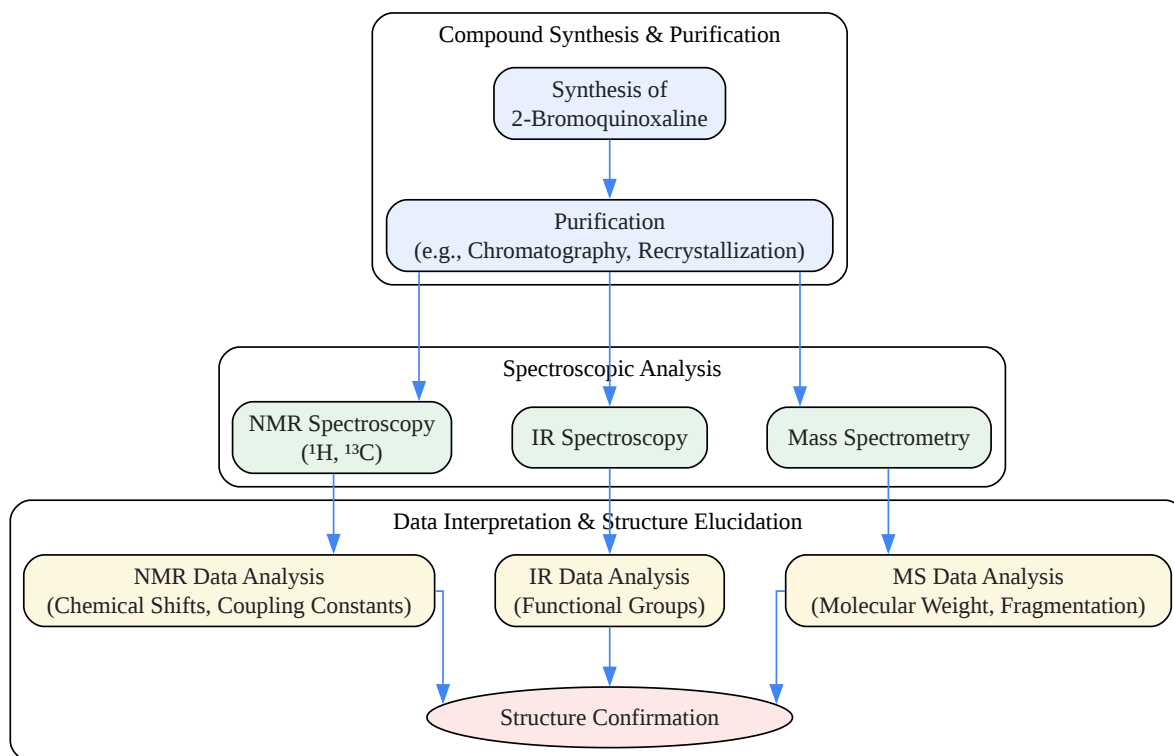 Compound Synthesis & Purification
Synthesis of
2-Bromoquinoxaline
Purification
(e.g., Chromatography, Recrystallization)
Spectroscopic Analysis
NMR Spectroscopy
(¹H, ¹³C)
IR Spectroscopy
Mass Spectrometry
Data Interpretation & Structure Elucidation
NMR Data Analysis
(Chemical Shifts, Coupling Constants)
IR Data Analysis
(Functional Groups)
MS Data Analysis
(Molecular Weight, Fragmentation)
Structure Confirmation